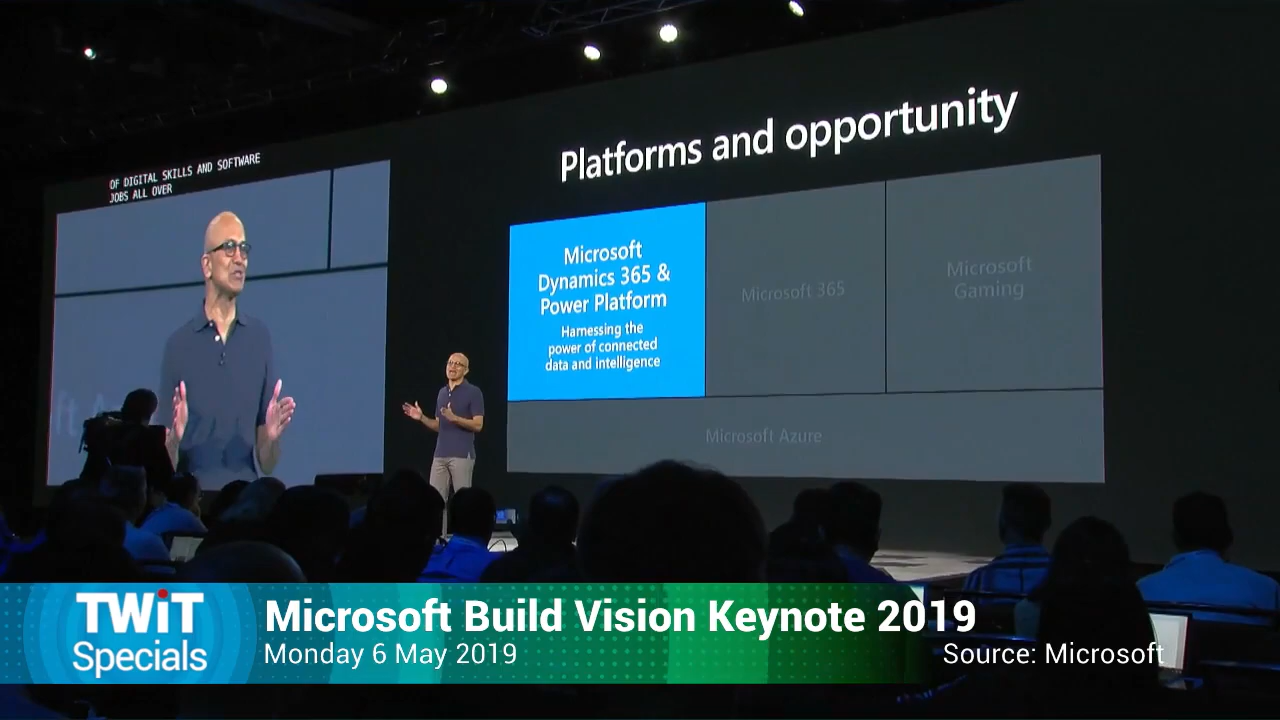 OF DIGITAL SKILLS AND SOFTWARE
JOBS ALL OVER
Platforms and opportunity
Microsoft
Dynamics 365 &
Power Platform
Harnessing the
power of connected
data and intelligence
Microsoft 365
Microsoft
Gaming
Microsoft Azure
ft A
TWiT
Specials
Microsoft Build Vision Keynote 2019
Monday 6 May 2019
Source: Microsoft